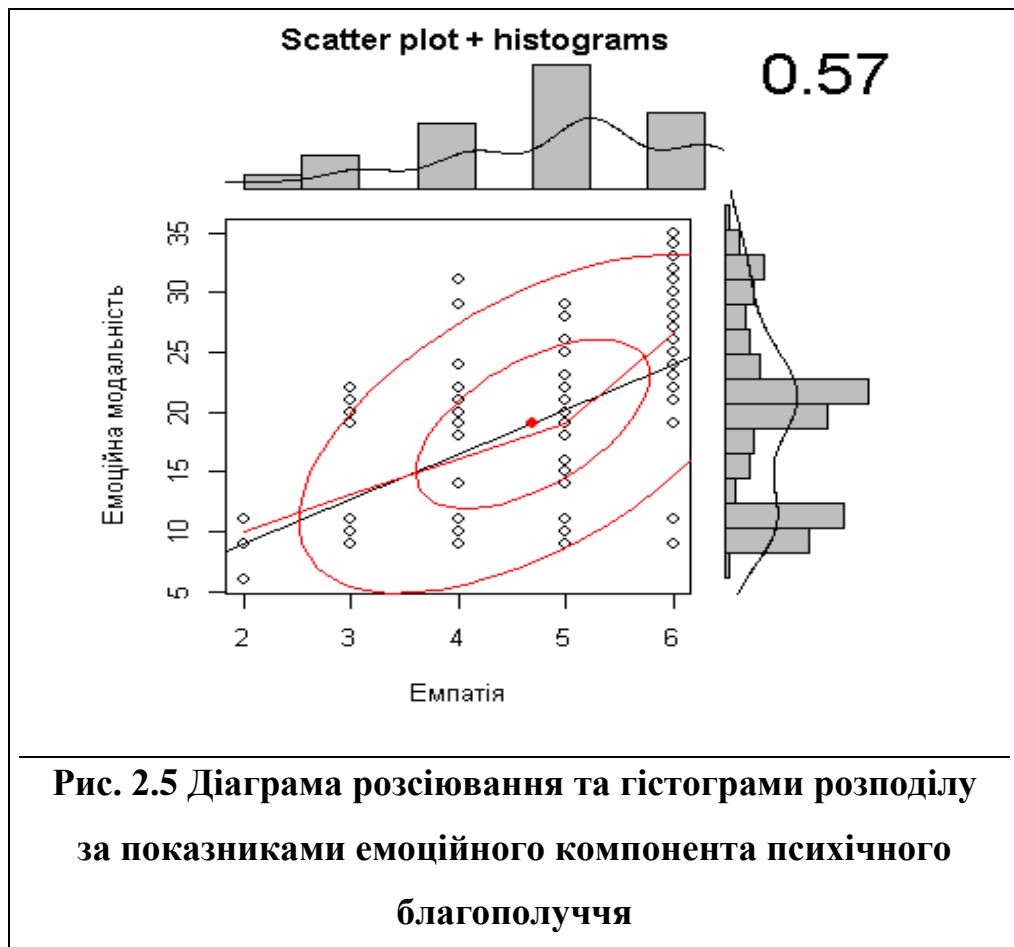 Scatter plot + histograms
0.57
Емоційна модальність
35
30
25
20
15
10
5
2 3 4 5 6
Емпатія
Рис. 2.5 Діаграма розсіювання та гістограми розподілу
за показниками емоційного компонента психічного
благополуччя